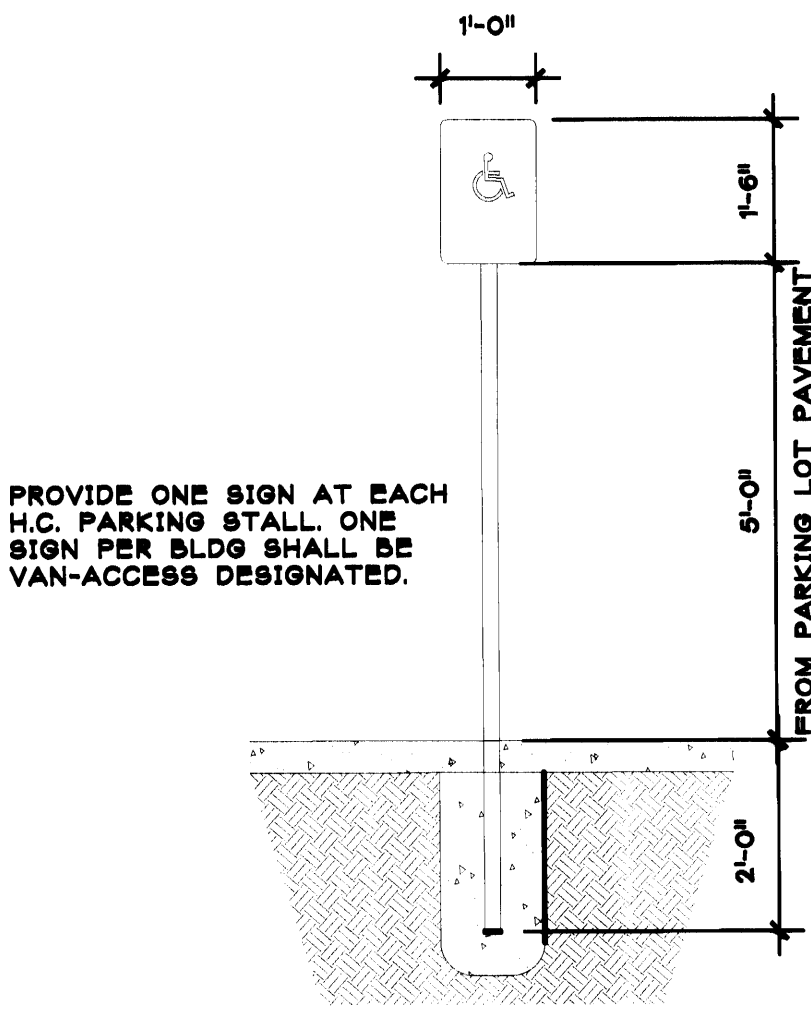 1'-0"
1'-6"
5'-0"
FROM PARKING LOT PAVEMENT
PROVIDE ONE SIGN AT EACH
H.C. PARKING STALL. ONE
SIGN PER BLDG SHALL BE
VAN-ACCESS DESIGNATED.
2'-0"